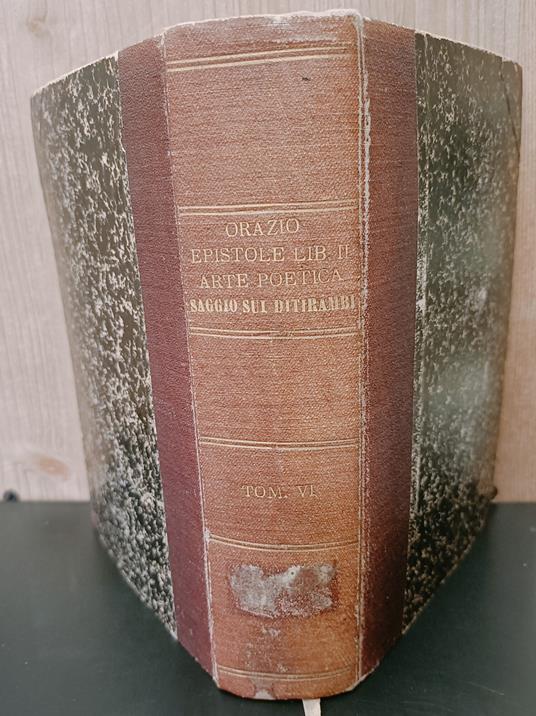 ORAZIO
EPISTOLE LIB. II
ARTE POETICA
SAGGIO SUI DITIRAMBI
TOM. VI